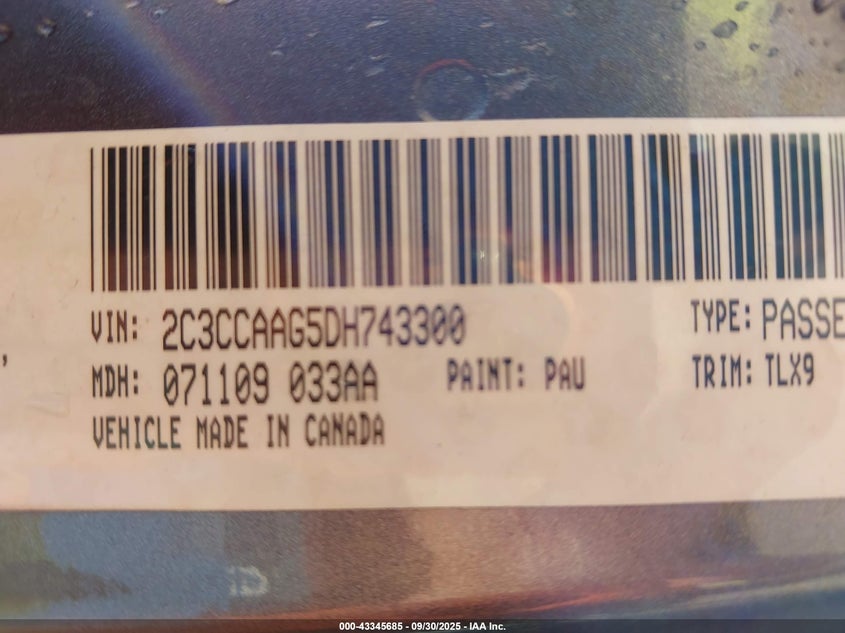 VIN: 2C3CCAAG5DH743300 TYPE: PASSE
MDH: 071109 033AA PAINT: PAU TRIM: TLX9
VEHICLE MADE IN CANADA
000-43345685 - 09/30/2025 - IAA Inc.